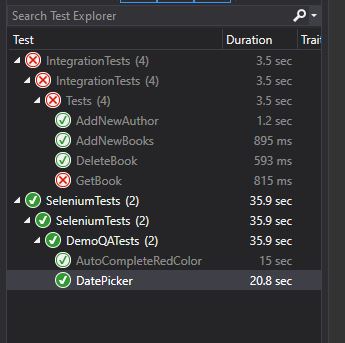 Search Test Explorer
Test Duration Trait
IntegrationTests (4) 3.5 sec
IntegrationTests (4) 3.5 sec
Tests (4) 3.5 sec
AddNewAuthor 1.2 sec
AddNewBooks 895 ms
DeleteBook 593 ms
GetBook 815 ms
SeleniumTests (2) 35.9 sec
SeleniumTests (2) 35.9 sec
DemoQATests (2) 35.9 sec
AutoCompleteRedColor 15 sec
DatePicker 20.8 sec